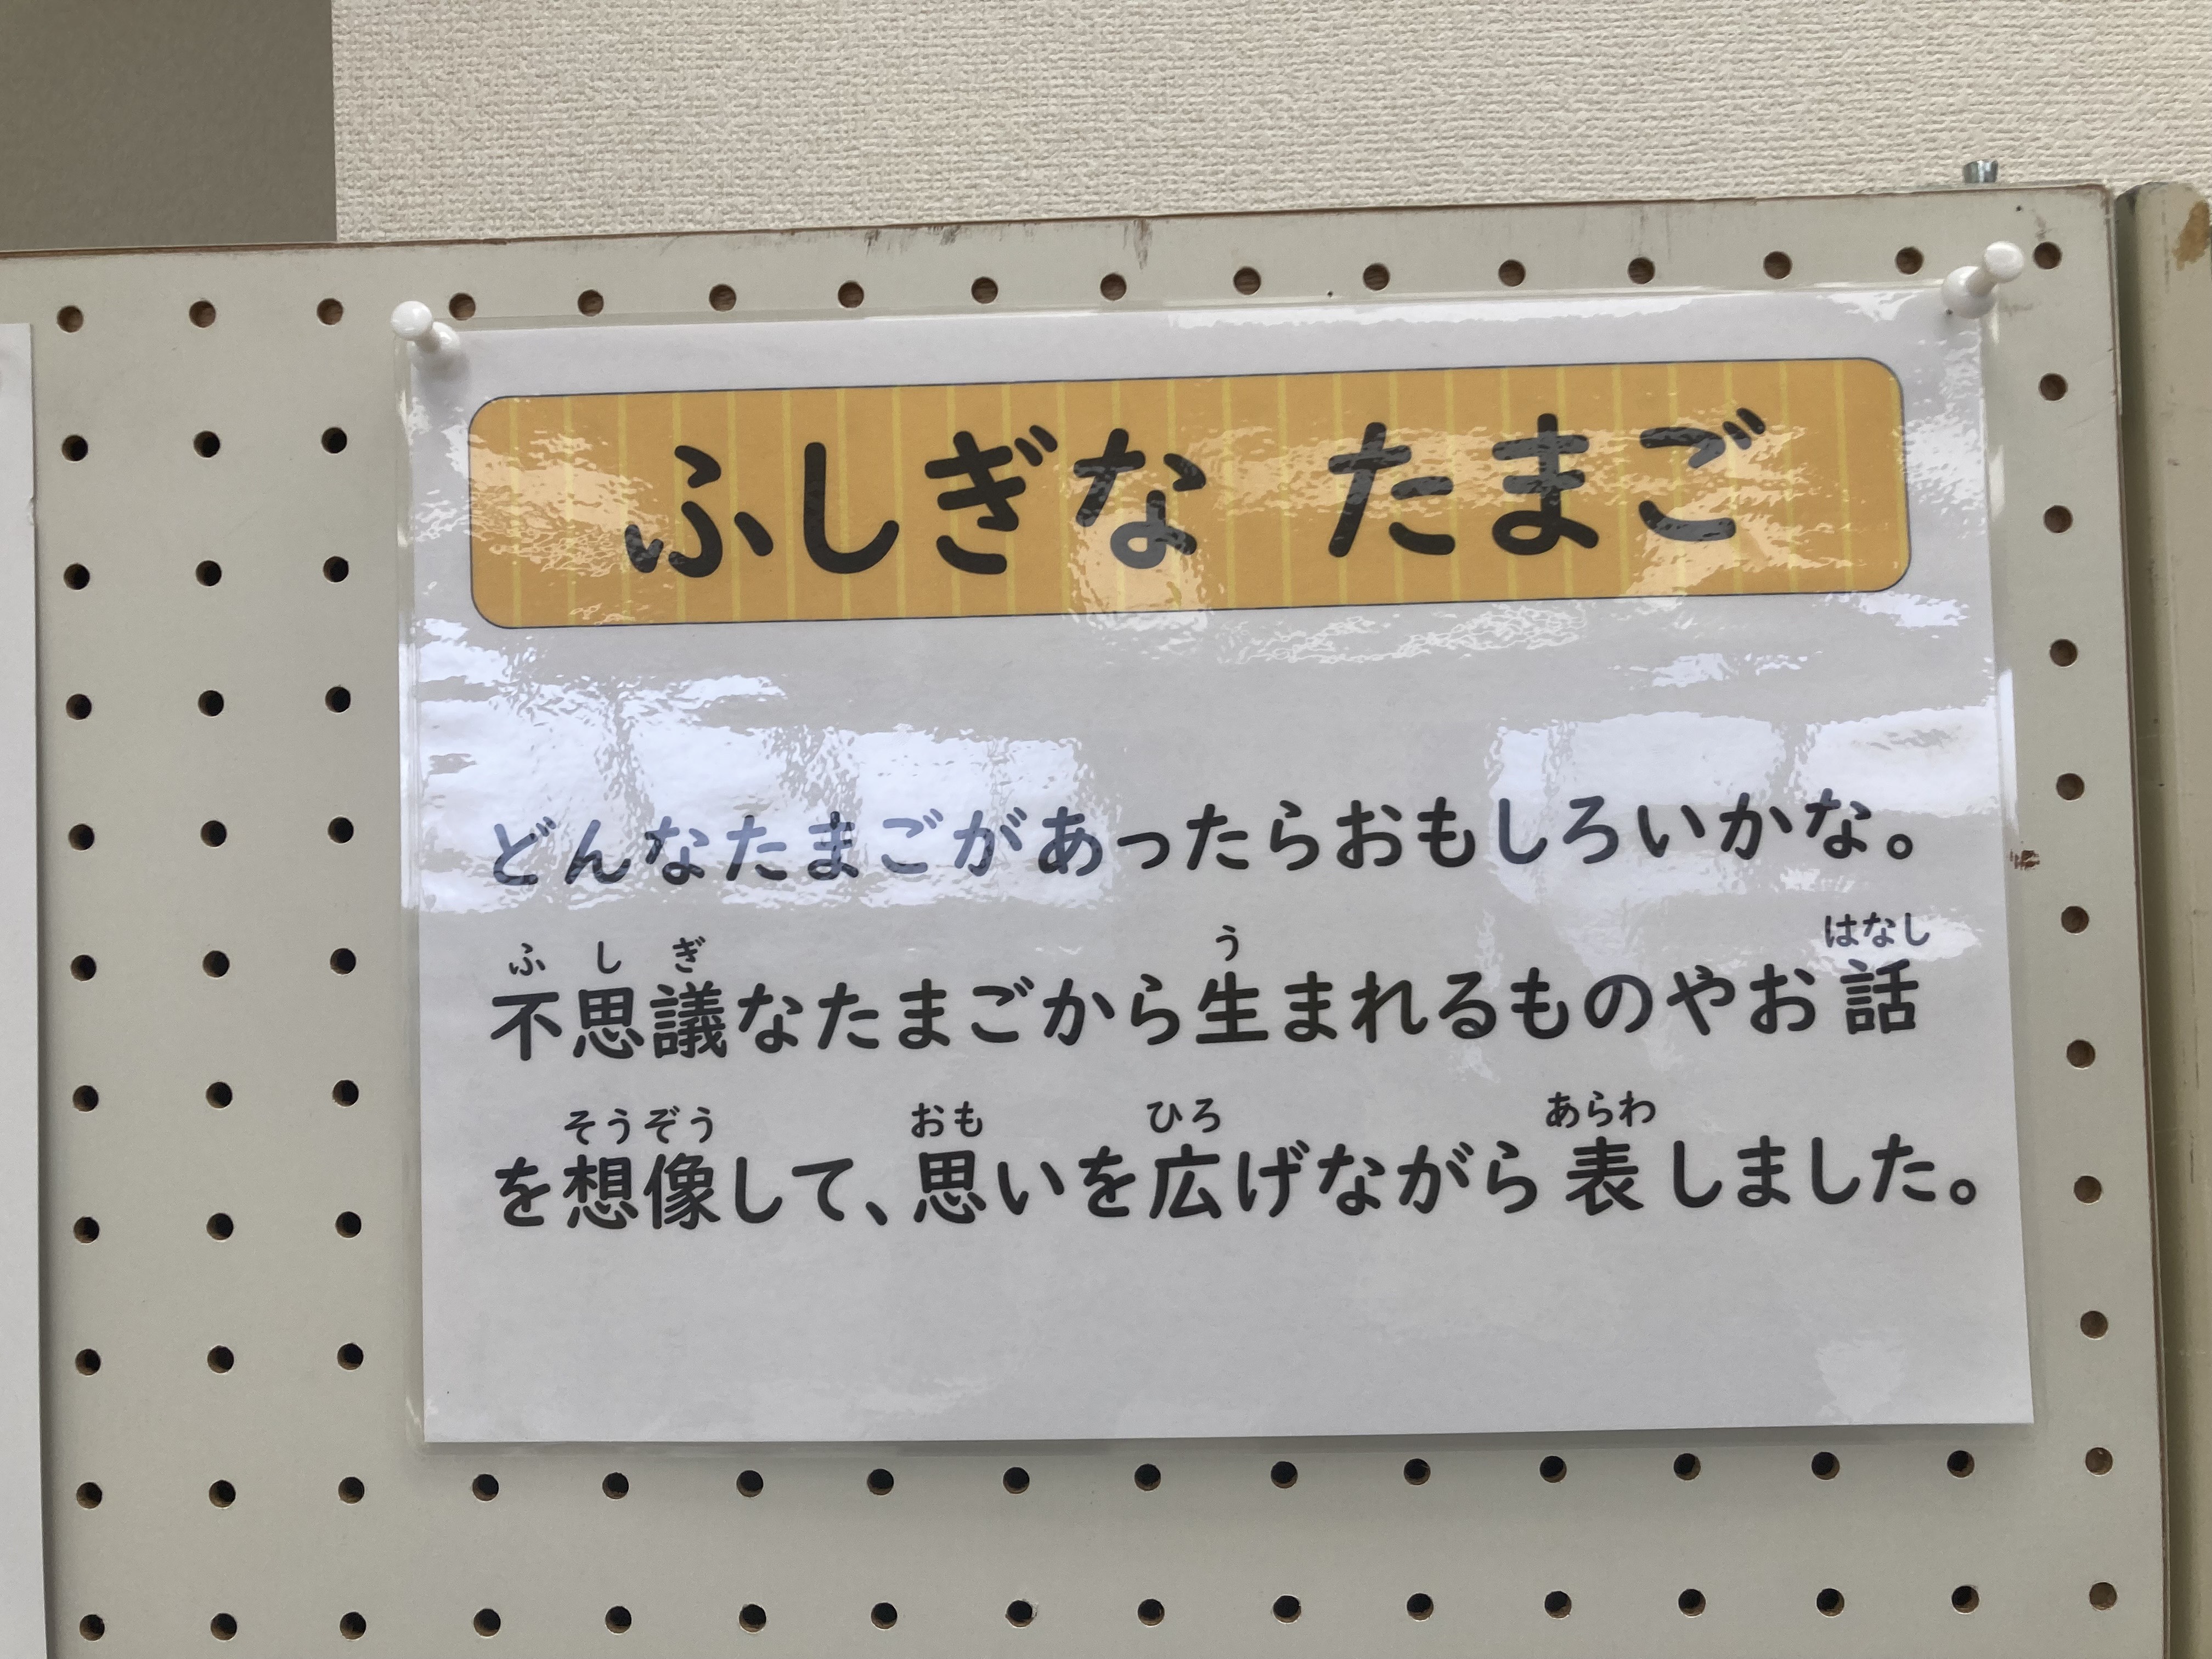 ふしぎな たまご
どんなたまごがあったらおもしろいかな。
ふ し ぎ う はなし
不思議なたまごから生まれるものやお話
そうぞう おも ひろ あらわ
を想像して、思いを広げながら表しました。